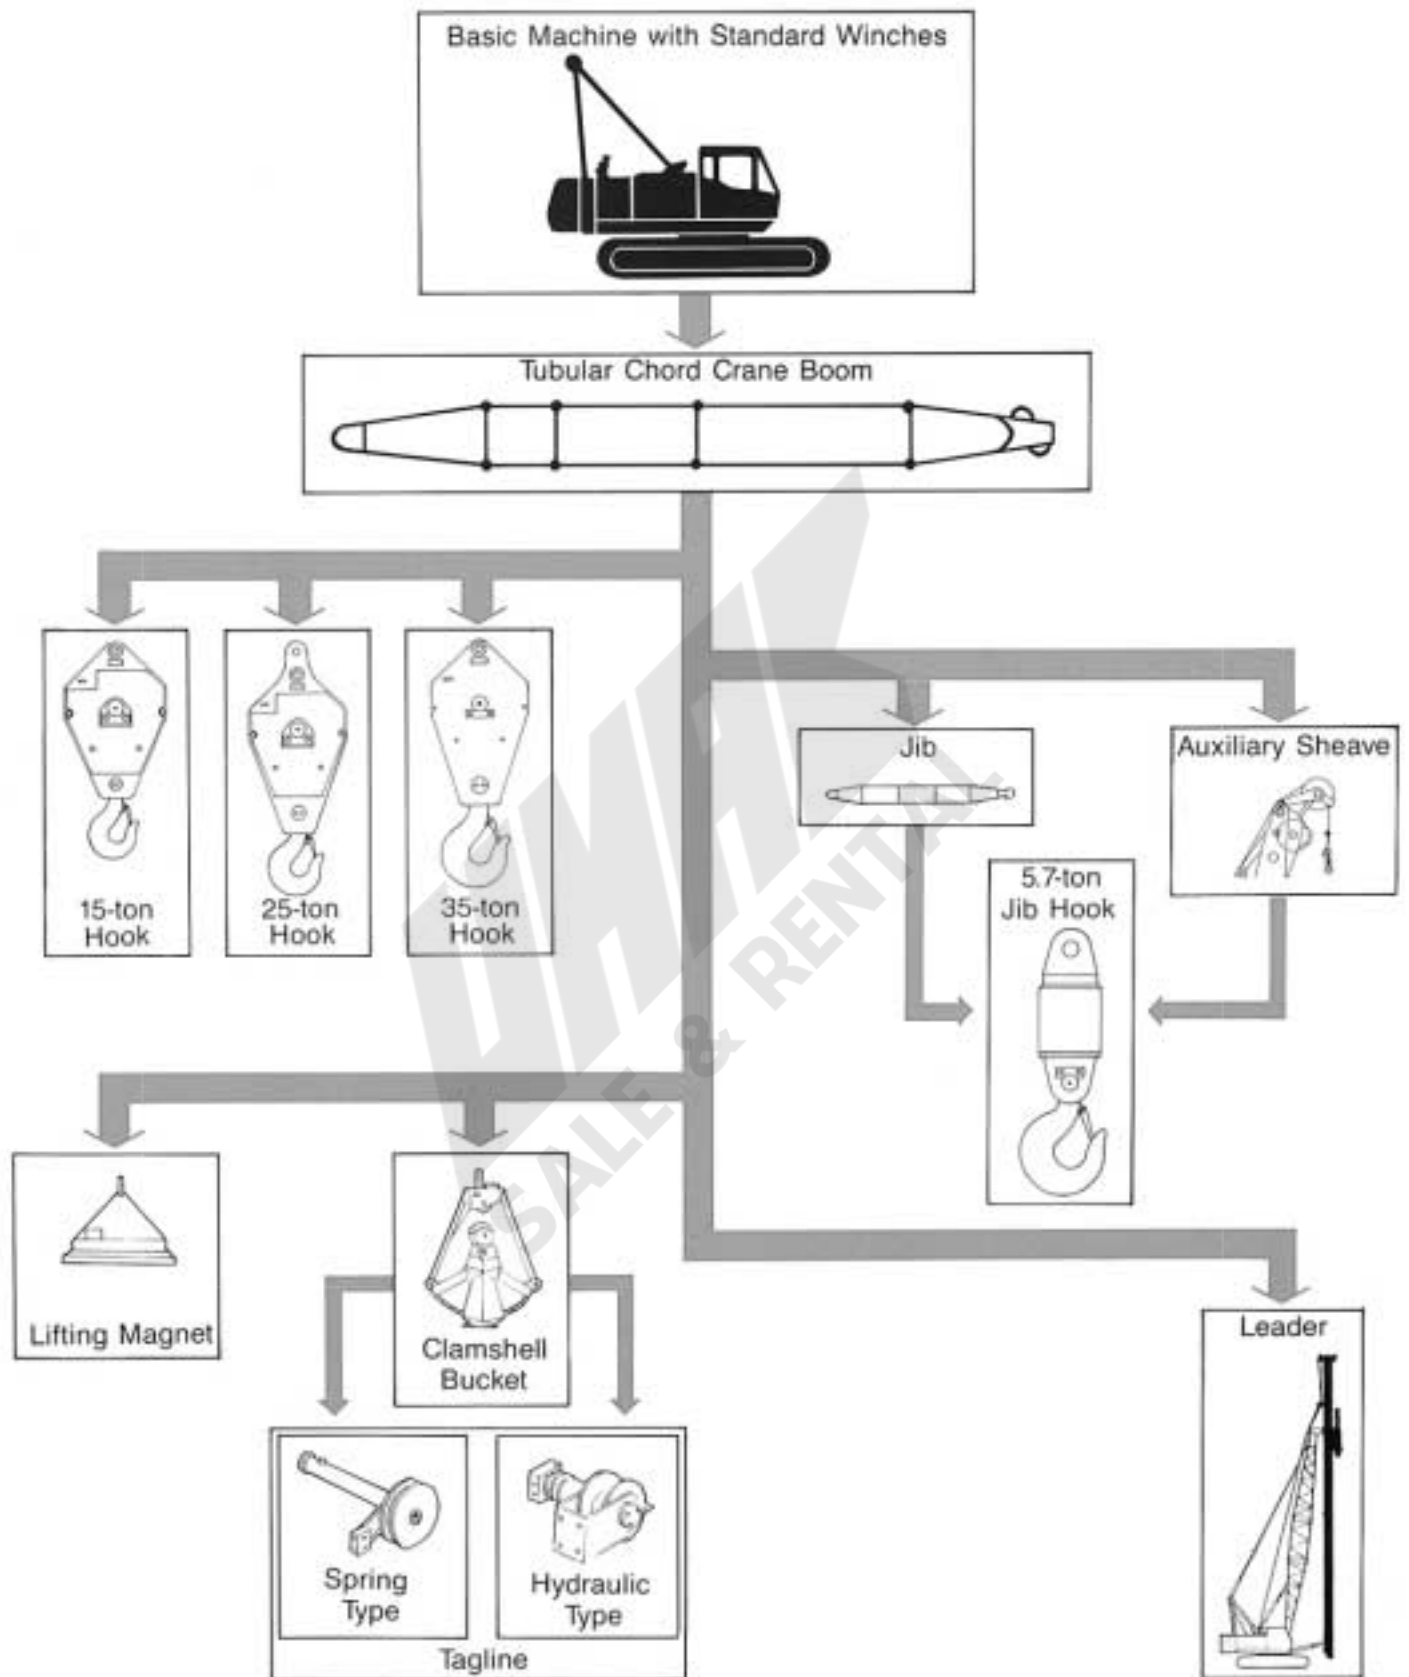 Basic Machine with Standard Winches
Tubular Chord Crane Boom
15-ton
Hook
25-ton
Hook
35-ton
Hook
Jib
Auxiliary Sheave
5.7-ton
Jib Hook
Lifting Magnet
Clamshell
Bucket
Leader
Spring
Type
Hydraulic
Type
Tagline
SALE & RENTAL